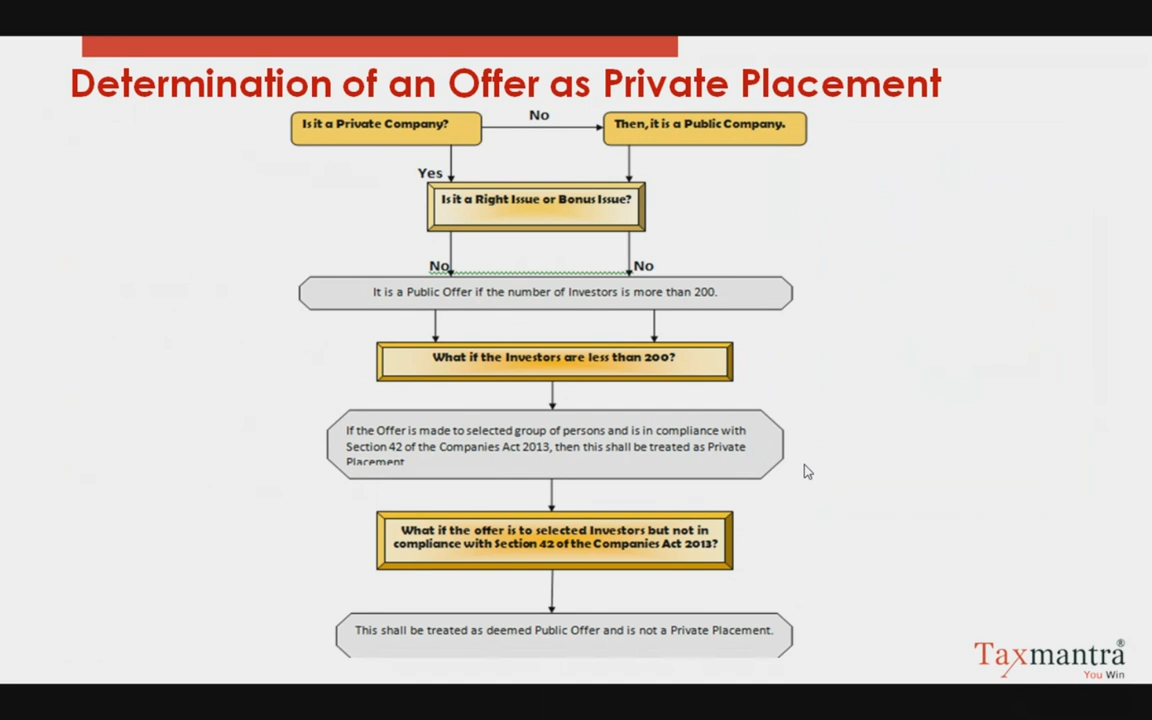 Determination of an Offer as Private Placement
Is it a Private Company?
No
Then, it is a Public Company.
Yes
Is it a Right Issue or Bonus Issue?
No
No
It is a Public Offer if the number of Investors is more than 200.
What if the Investors are less than 200?
If the Offer is made to selected group of persons and is in compliance with
Section 42 of the Companies Act 2013, then this shall be treated as Private
Placement
What if the offer is to selected Investors but not in
compliance with Section 42 of the Companies Act 2013?
This shall be treated as deemed Public Offer and is not a Private Placement.
Taxmantra®
You Win